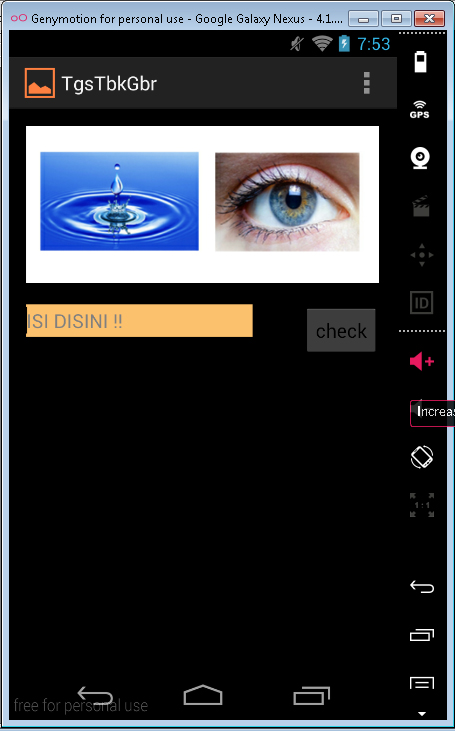 Genymotion for personal use - Google Galaxy Nexus - 4.1....
7:53
TgsTbkGbr
GPS
ISI DISINI !!
check
ID
Increas
1:1
free for personal use